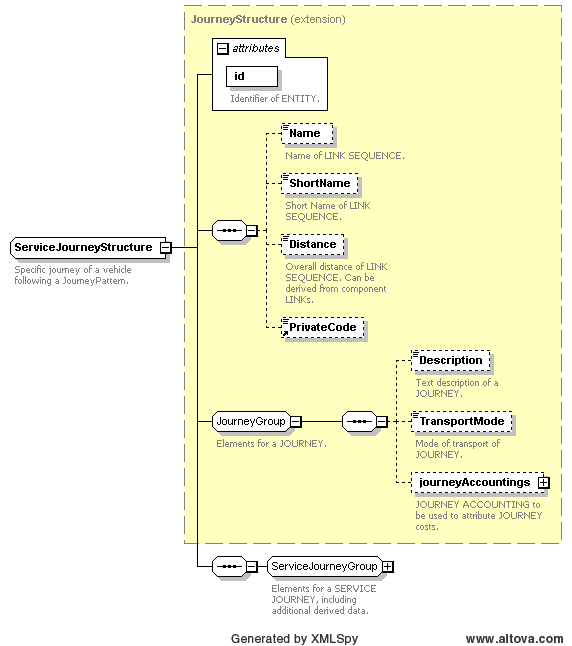 JourneyStructure (extension)
attributes
id
Identifier of ENTITY.
Name
Name of LINK SEQUENCE.
ShortName
Short Name of LINK
SEQUENCE.
ServiceJourneyStructure
Specific journey of a vehicle
following a JourneyPattern.
Distance
Overall distance of LINK
SEQUENCE. Can be
derived from component
LINKs.
PrivateCode
JourneyGroup
Elements for a JOURNEY.
Description
Text description of a
JOURNEY.
TransportMode
Mode of transport of
JOURNEY.
journeyAccountings
JOURNEY ACCOUNTING to
be used to attribute JOURNEY
costs.
ServiceJourneyGroup
Elements for a SERVICE
JOURNEY, including
additional derived data.
Generated by XMLSpy
www.altova.com